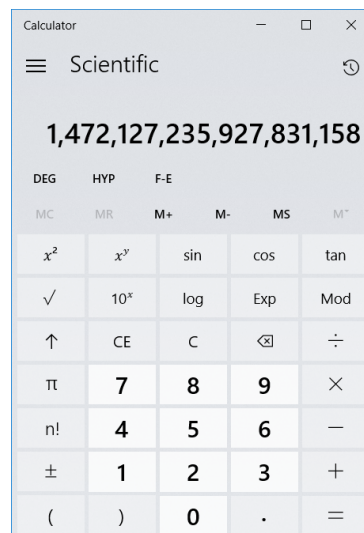 Calculator
Scientific
1,472,127,235,927,831,158
DEG HYP F-E
MC MR M+ M- MS M˅
x² xʸ sin cos tan
√ 10ˣ log Exp Mod
↑ CE C ⌫ ÷
π 7 8 9 ×
n! 4 5 6 −
± 1 2 3 +
( ) 0 . =